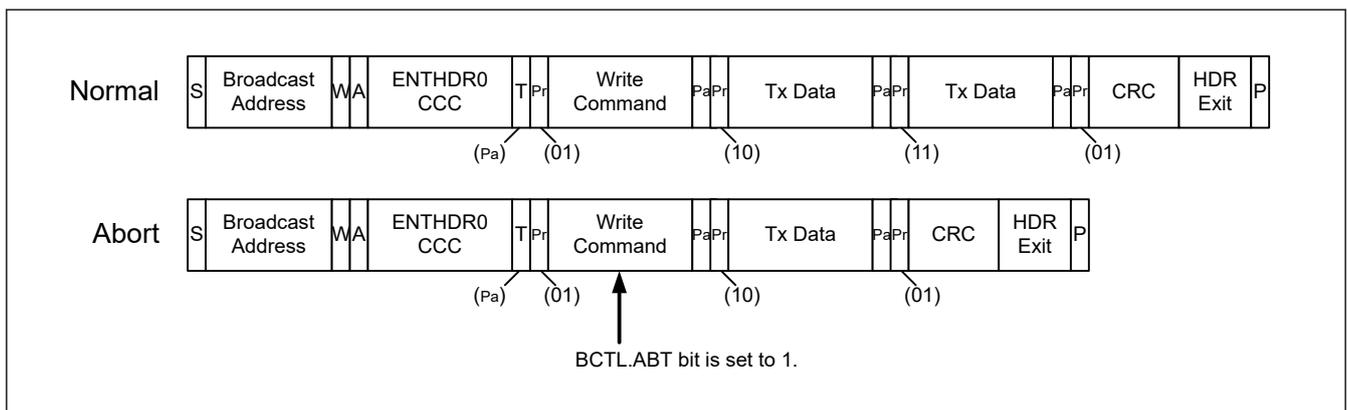 Normal S Broadcast Address W A ENTHDR0 CCC T Pr Write Command Pa Pr Tx Data Pa Pr Tx Data Pa Pr CRC HDR Exit P
(Pa) (01) (10) (11) (01)
Abort S Broadcast Address W A ENTHDR0 CCC T Pr Write Command Pa Pr Tx Data Pa Pr CRC HDR Exit P
(Pa) (01) (10) (01)
BCTL.ABT bit is set to 1.